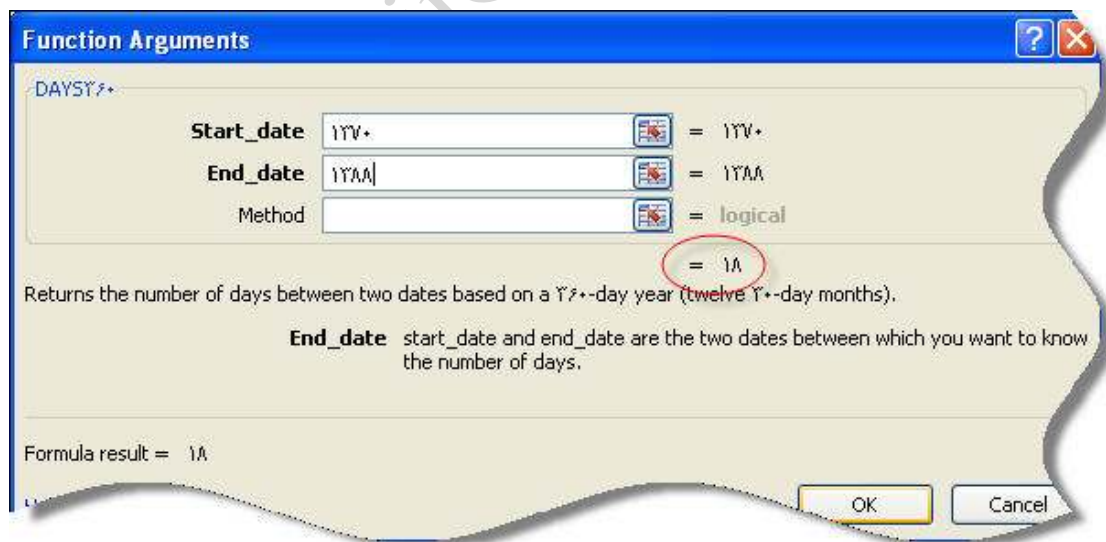 Function Arguments
DAYS۳۶۰
Start_date ۱۳۷۰ = ۱۳۷۰
End_date ۱۳۸۸ = ۱۳۸۸
Method = logical
= ۱۸
Returns the number of days between two dates based on a ۳۶۰-day year (twelve ۳۰-day months).
End_date start_date and end_date are the two dates between which you want to know
the number of days.
Formula result = ۱۸
OK Cancel